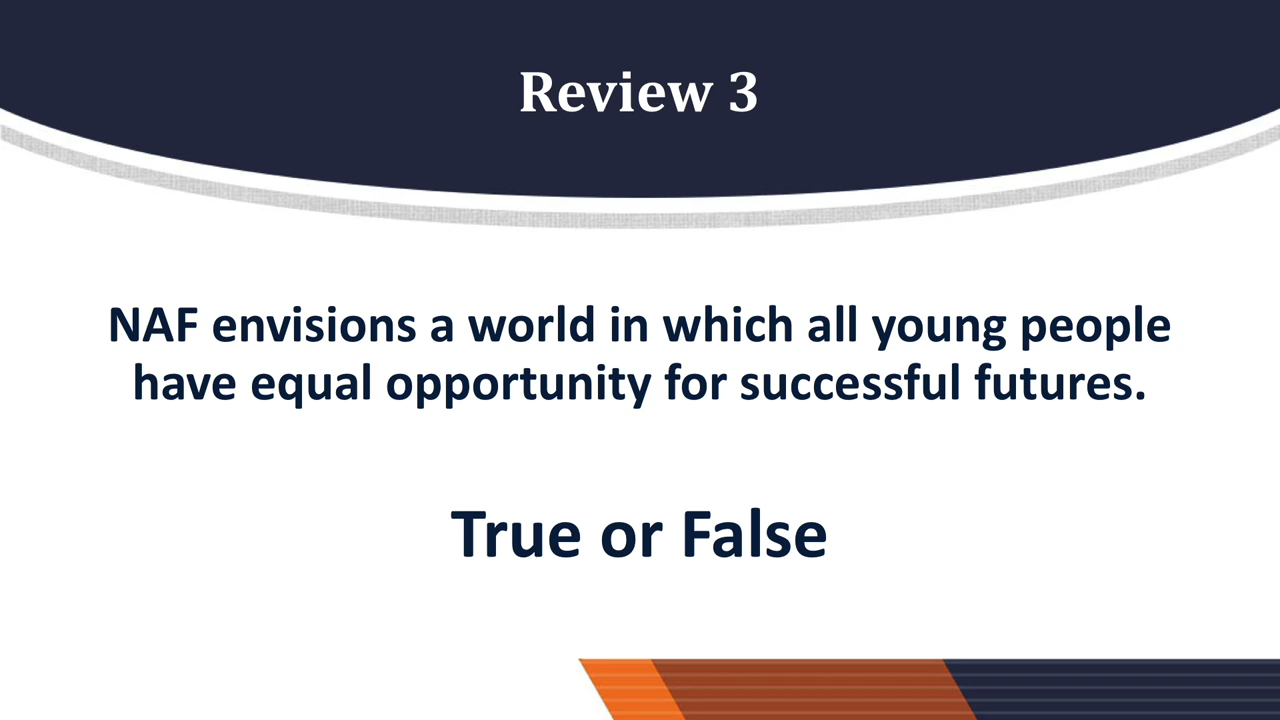 Review 3
NAF envisions a world in which all young people
have equal opportunity for successful futures.
True or False